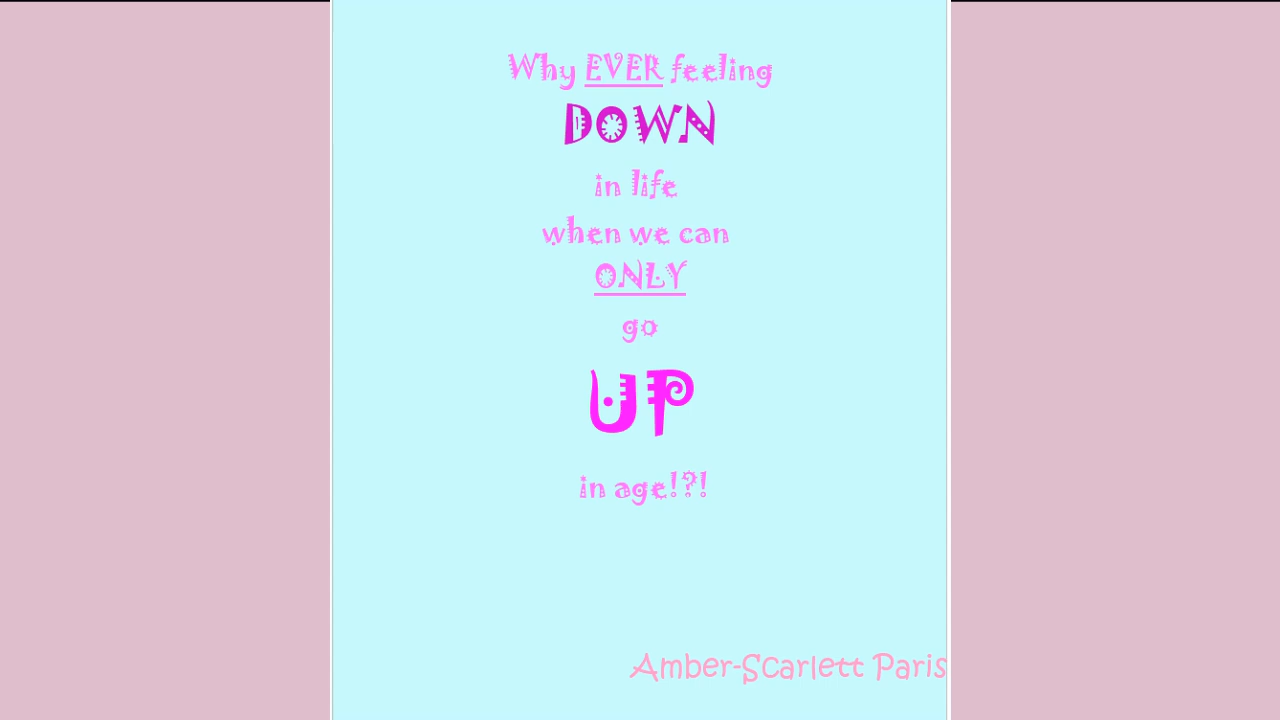 Why EVER feeling
DOWN
in life
when we can
ONLY
go
UP
in age!?!
Amber-Scarlett Paris